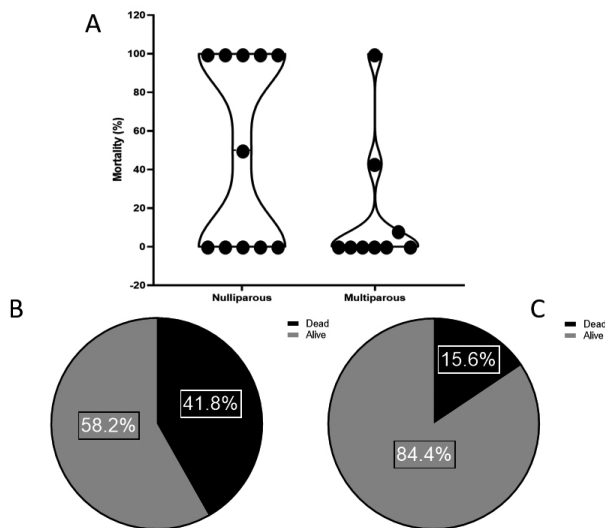 A
Mortality (%)
120
100
80
60
40
20
0
-20
Nulliparous
Multiparous
B
Dead
Alive
41.8%
58.2%
C
Dead
Alive
15.6%
84.4%